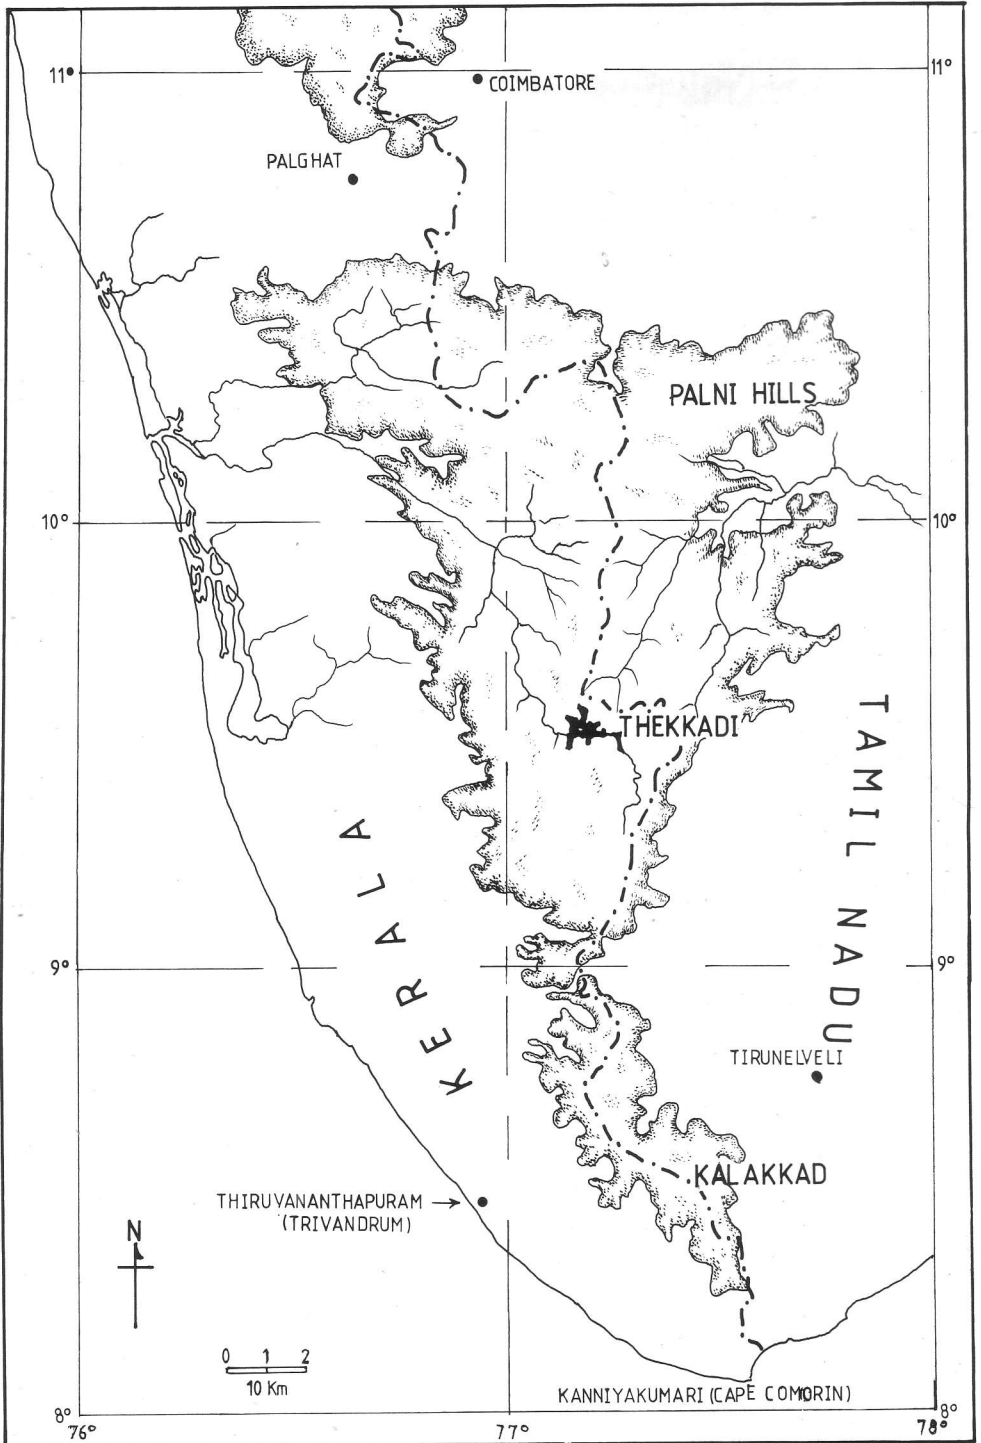 11°
11°
COIMBATORE
PALGHAT
PALNI HILLS
10°
10°
THEKKADI
TAMIL NADU
KERALA
9°
9°
TIRUNELVELI
KALAKKAD
THIRUVANANTHAPURAM
(TRIVANDRUM)
N
0 1 2
10 Km
KANNIYAKUMARI (CAPE COMORIN)
8°
8°
76°
77°
78°